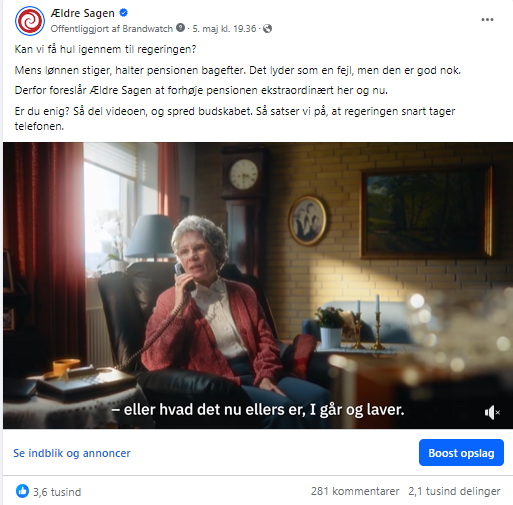 Ældre Sagen
Offentliggjort af Brandwatch · 5. maj kl. 19.36 ·
Kan vi få hul igennem til regeringen?
Mens lønnen stiger, halter pensionen bagefter. Det lyder som en fejl, men den er god nok.
Derfor foreslår Ældre Sagen at forhøje pensionen ekstraordinært her og nu.
Er du enig? Så del videoen, og spred budskabet. Så satser vi på, at regeringen snart tager
telefonen.
– eller hvad det nu ellers er, I går og laver.
Se indblik og annoncer
Boost opslag
3,6 tusind
281 kommentarer 2,1 tusind delinger